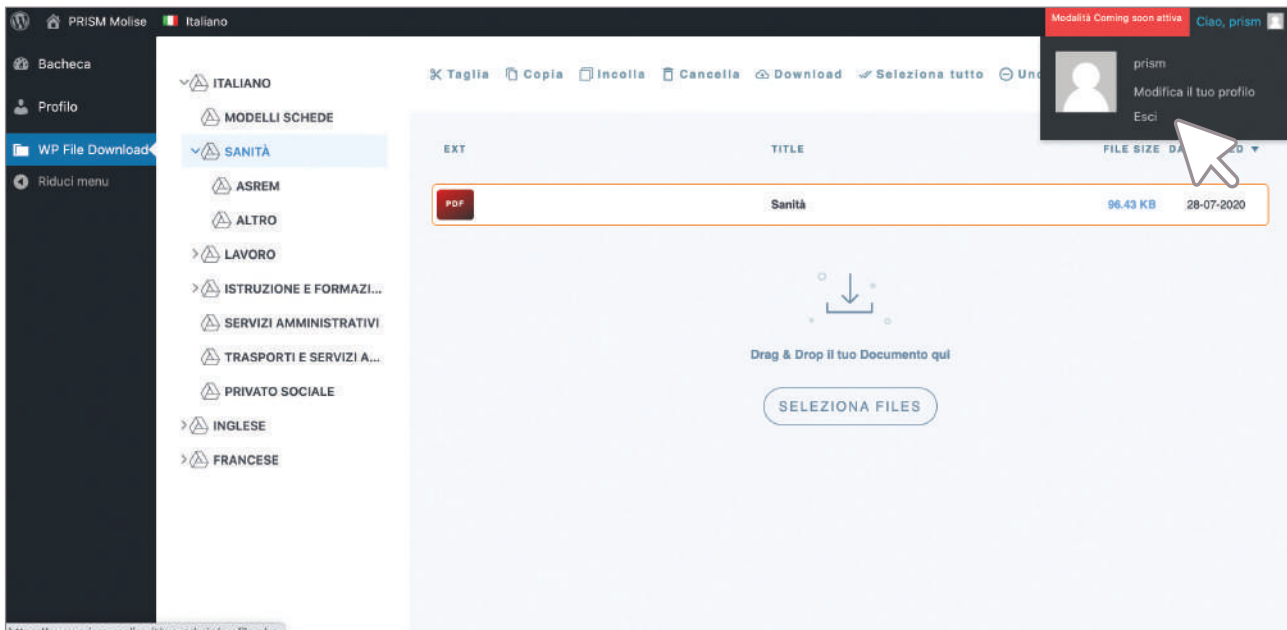 PRISM Molise Italiano Modalità Coming soon attiva Ciao, prism
Bacheca
Profilo
WP File Download
Riduci menu
ITALIANO
MODELLI SCHEDE
SANITÀ
ASREM
ALTRO
LAVORO
ISTRUZIONE E FORMAZI...
SERVIZI AMMINISTRATIVI
TRASPORTI E SERVIZI A...
PRIVATO SOCIALE
INGLESE
FRANCESE
Taglia Copia Incolla Cancella Download Seleziona tutto
prism
Modifica il tuo profilo
Esci
EXT TITLE FILE SIZE
PDF Sanità 96.43 KB 28-07-2020
Drag & Drop il tuo Documento qui
SELEZIONA FILES